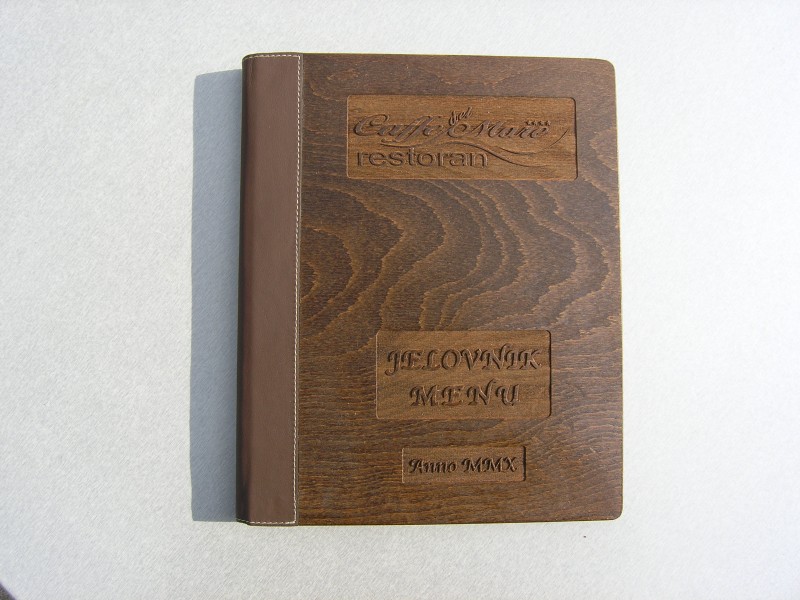 Caffe del Mare
restoran
JELOVNIK
MENU
Anno MMX